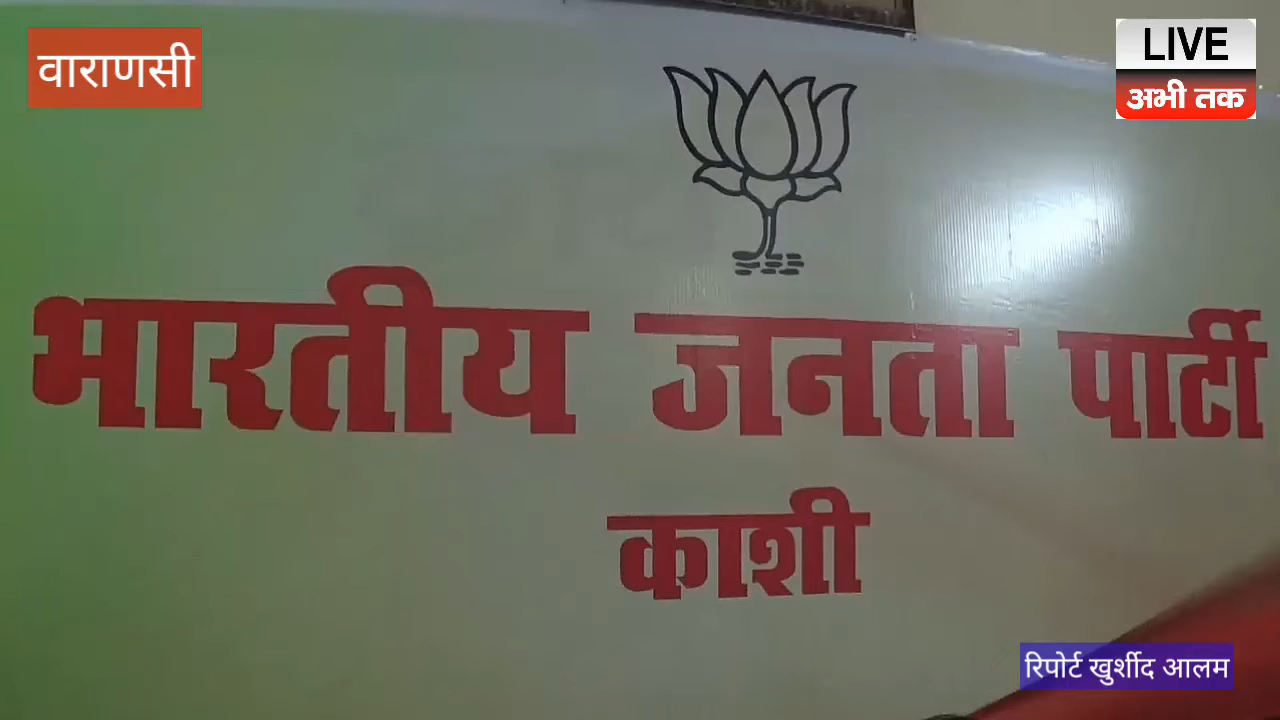 वाराणसी
LIVE
अभी तक
भारतीय जनता पार्टी
काशी
रिपोर्ट खुर्शीद आलम